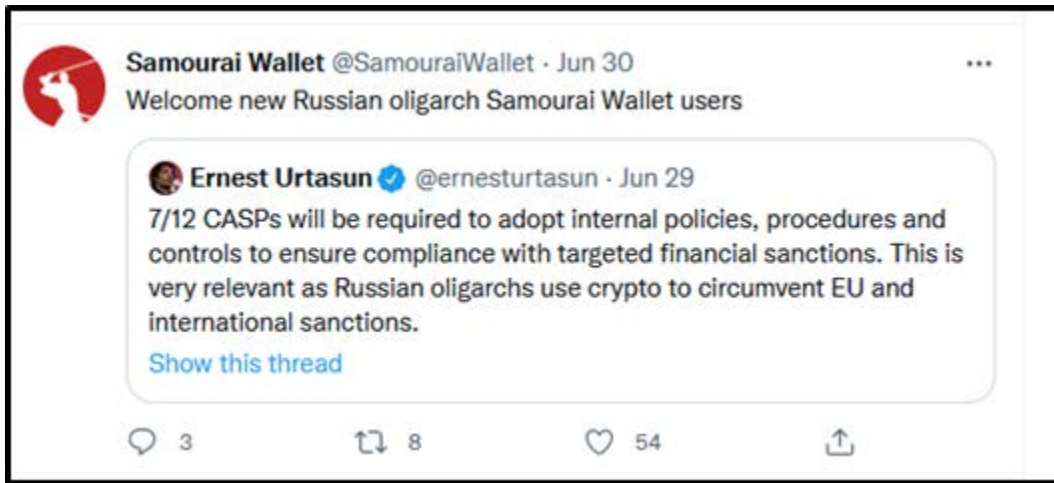 Samourai Wallet @SamouraiWallet · Jun 30
Welcome new Russian oligarch Samourai Wallet users
Ernest Urtasun @ernesturtasun · Jun 29
7/12 CASPs will be required to adopt internal policies, procedures and
controls to ensure compliance with targeted financial sanctions. This is
very relevant as Russian oligarchs use crypto to circumvent EU and
international sanctions.
Show this thread
3 8 54